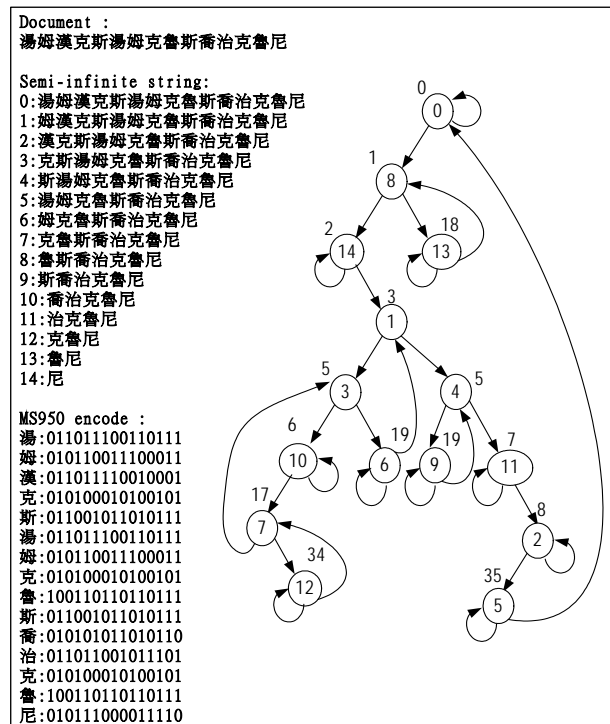 Document :
湯姆漢克斯湯姆克魯斯喬治克魯尼
Semi-infinite string:
0:湯姆漢克斯湯姆克魯斯喬治克魯尼
1:姆漢克斯湯姆克魯斯喬治克魯尼
2:漢克斯湯姆克魯斯喬治克魯尼
3:克斯湯姆克魯斯喬治克魯尼
4:斯湯姆克魯斯喬治克魯尼
5:湯姆克魯斯喬治克魯尼
6:姆克魯斯喬治克魯尼
7:克魯斯喬治克魯尼
8:魯斯喬治克魯尼
9:斯喬治克魯尼
10:喬治克魯尼
11:治克魯尼
12:克魯尼
13:魯尼
14:尼
MS950 encode :
湯:011011100110111
姆:010110011100011
漢:011011110010001
克:010100010100101
斯:011001011010111
湯:011011100110111
姆:010110011100011
克:010100010100101
魯:100110110110111
斯:011001011010111
喬:010101011010110
治:011011001011101
克:010100010100101
魯:100110110110111
尼:010111000011110
0
0
1
8
2
14
18
13
3
1
5
3
4
5
6
10
19
6
19
9
7
11
17
7
8
2
34
12
35
5